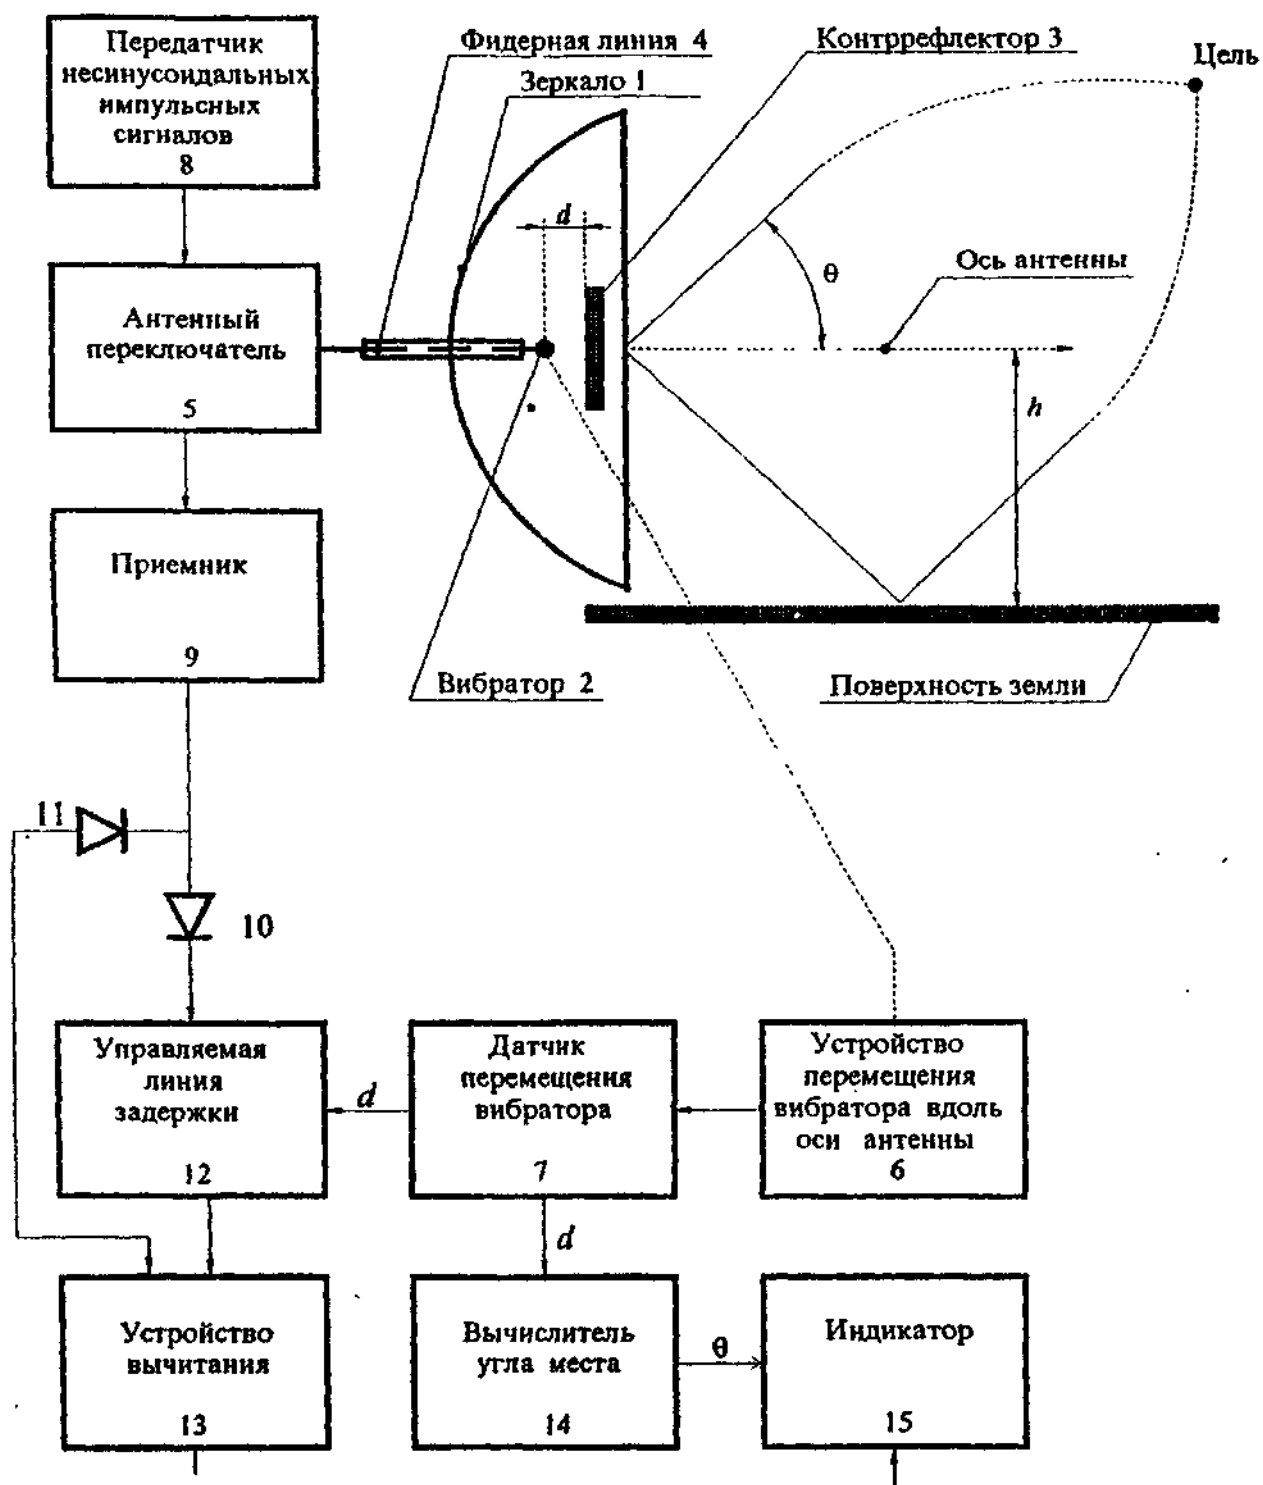 Передатчик
несинусоидальных
импульсных
сигналов
8
Фидерная линия 4
Зеркало 1
Контррефлектор 3
Цель
d
θ
Ось антенны
h
Антенный
переключатель
5
Приемник
9
Вибратор 2
Поверхность земли
11
10
Управляемая
линия
задержки
12
d
Датчик
перемещения
вибратора
7
Устройство
перемещения
вибратора вдоль
оси антенны
6
d
Устройство
вычитания
13
Вычислитель
угла места
14
θ
Индикатор
15